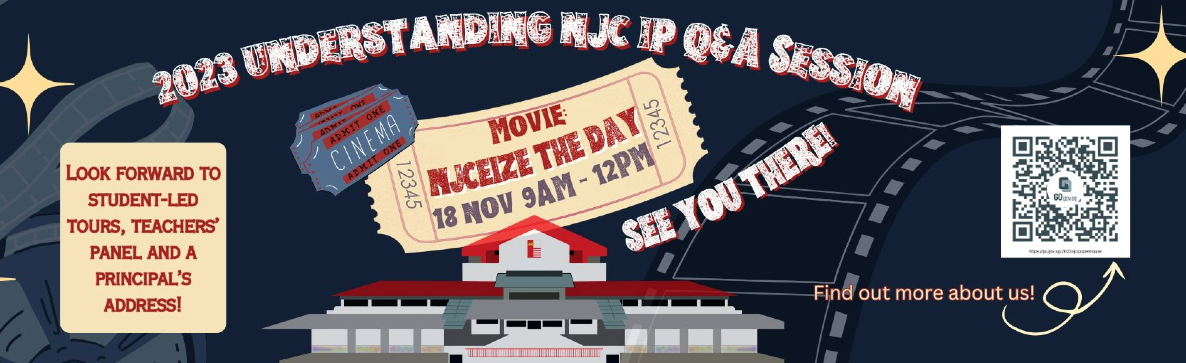 2023 Understanding NJC IP Q&A Session
ADMIT ONE
ADMIT ONE
CINEMA
ADMIT ONE
12345
MOVIE:
NJCEIZE THE DAY
18 NOV 9AM - 12PM
12345
SEE YOU THERE!
LOOK FORWARD TO
STUDENT-LED
TOURS, TEACHERS'
PANEL AND A
PRINCIPAL'S
ADDRESS!
Find out more about us!